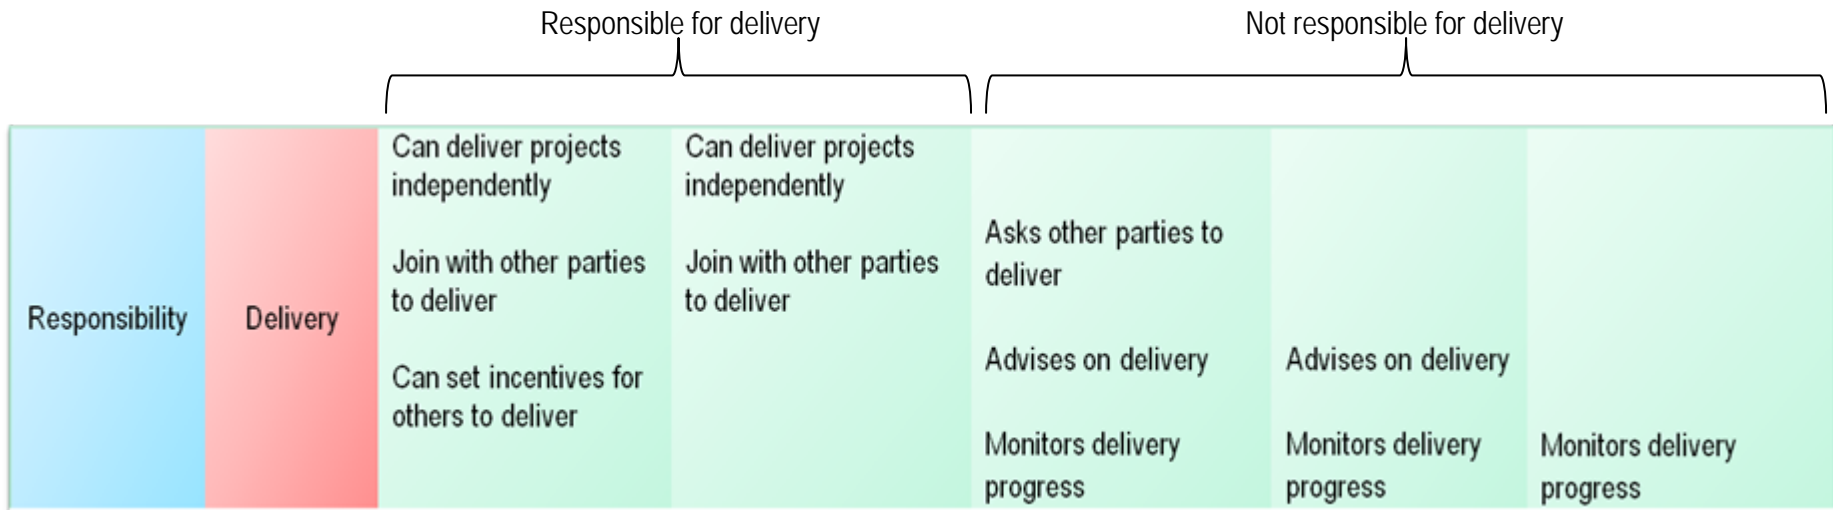 Responsible for delivery
Not responsible for delivery
Responsibility
Delivery
Can deliver projects
independently
Join with other parties
to deliver
Can set incentives for
others to deliver
Can deliver projects
independently
Join with other parties
to deliver
Asks other parties to
deliver
Advises on delivery
Monitors delivery
progress
Advises on delivery
Monitors delivery
progress
Monitors delivery
progress